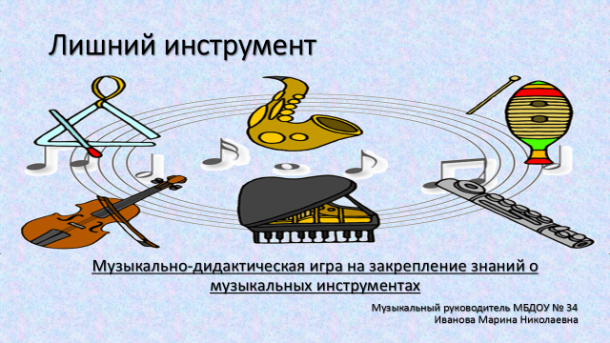 Лишний инструмент
Музыкально-дидактическая игра на закрепление знаний о
музыкальных инструментах
Музыкальный руководитель МБДОУ № 34
Иванова Марина Николаевна